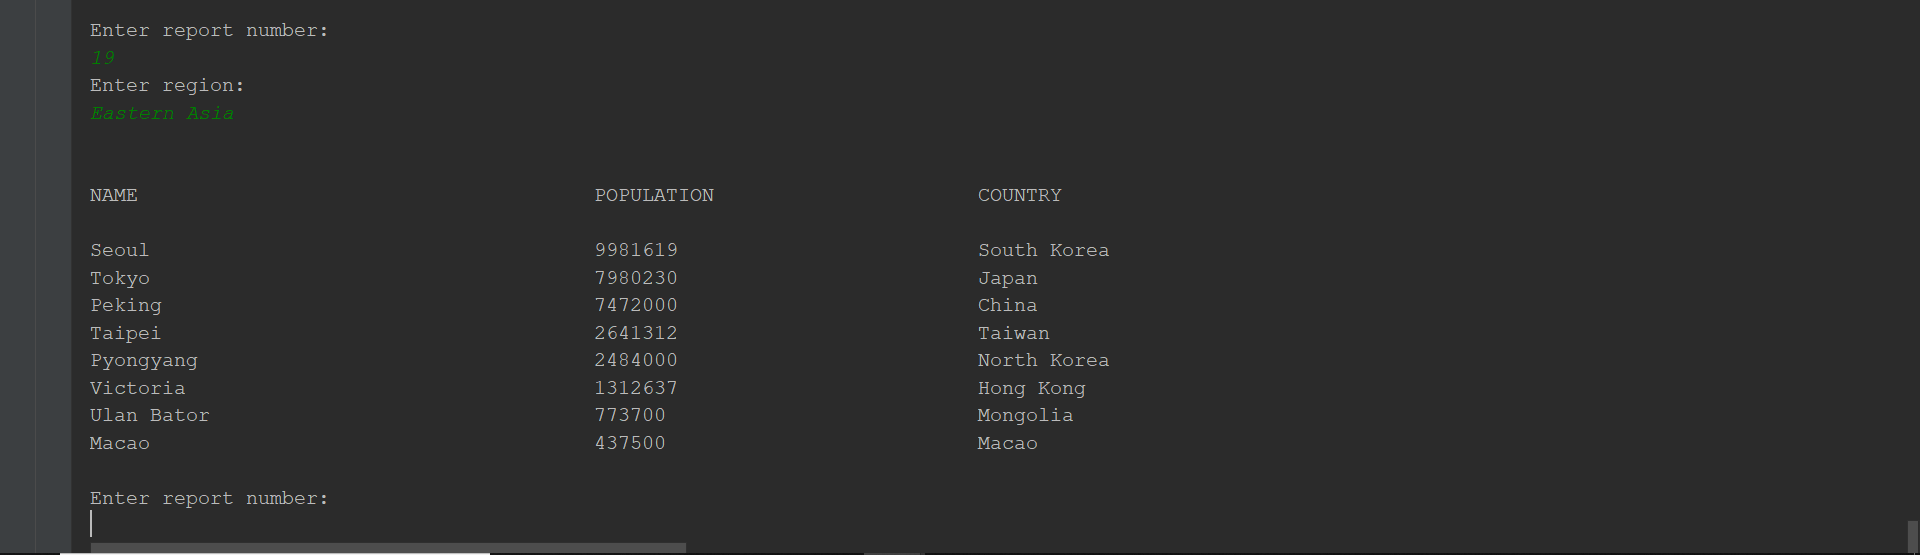 Enter report number:
19
Enter region:
Eastern Asia
NAME POPULATION COUNTRY
Seoul 9981619 South Korea
Tokyo 7980230 Japan
Peking 7472000 China
Taipei 2641312 Taiwan
Pyongyang 2484000 North Korea
Victoria 1312637 Hong Kong
Ulan Bator 773700 Mongolia
Macao 437500 Macao
Enter report number: